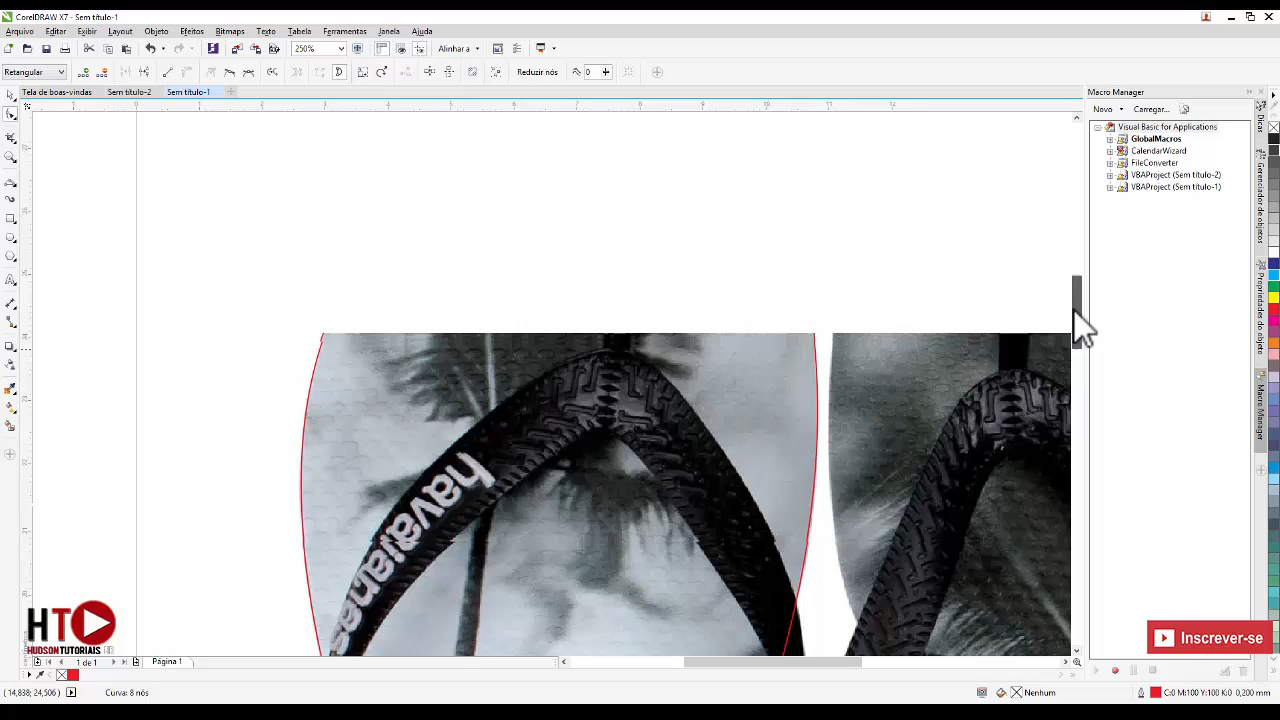 CorelDRAW X7 - Sem título-1
Arquivo Editar Exibir Layout Objeto Efeitos Bitmaps Texto Tabela Ferramentas Janela Ajuda
250% Alinhar a
Retangular Reduzir nós 0
Tela de boas-vindas Sem título-2 Sem título-1
Macro Manager
Novo Carregar...
Visual Basic for Applications
GlobalMacros
CalendarWizard
FileConverter
VBAProject (Sem título-2)
VBAProject (Sem título-1)
Dicas
Gerenciador de objetos
Propriedades do objeto
Macro Manager
havaianas
HT
HUDSON TUTORIAIS BR
Inscrever-se
1 de 1 Página 1
(14,838; 24,506) Curva: 8 nós Nenhum C:0 M:100 Y:100 K:0 0,200 mm